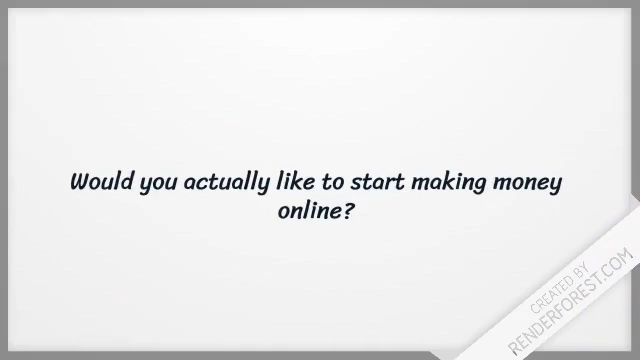 Would you actually like to start making money
online?
CREATED BY
RENDERFOREST.COM